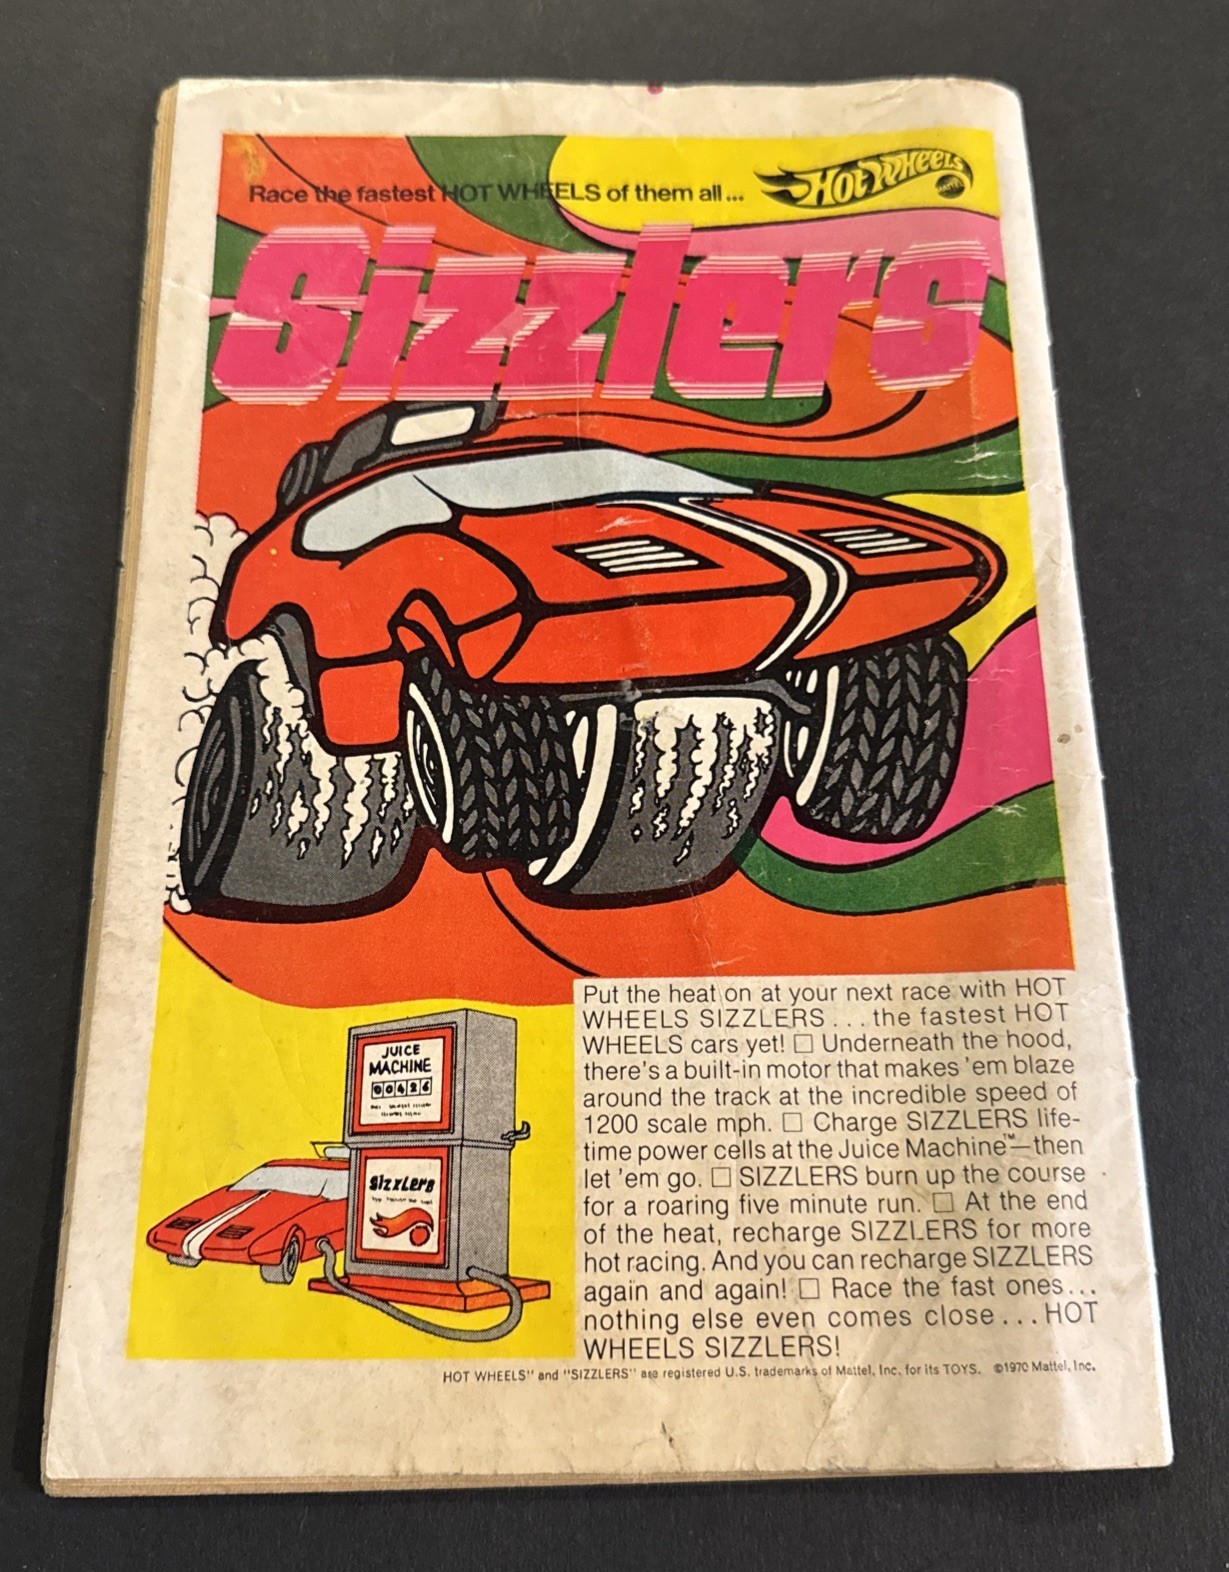 Race the fastest HOT WHEELS of them all...
Hot Wheels
MATTEL
Sizzlers
JUICE
MACHINE
00426
Sizzlers
Put the heat on at your next race with HOT
WHEELS SIZZLERS...the fastest HOT
WHEELS cars yet! □ Underneath the hood,
there's a built-in motor that makes 'em blaze
around the track at the incredible speed of
1200 scale mph. □ Charge SIZZLERS life-
time power cells at the Juice Machine™—then
let 'em go. □ SIZZLERS burn up the course
for a roaring five minute run. □ At the end
of the heat, recharge SIZZLERS for more
hot racing. And you can recharge SIZZLERS
again and again! □ Race the fast ones...
nothing else even comes close...HOT
WHEELS SIZZLERS!
HOT WHEELS" and "SIZZLERS" are registered U.S. trademarks of Mattel, Inc. for its TOYS. ©1970 Mattel, Inc.